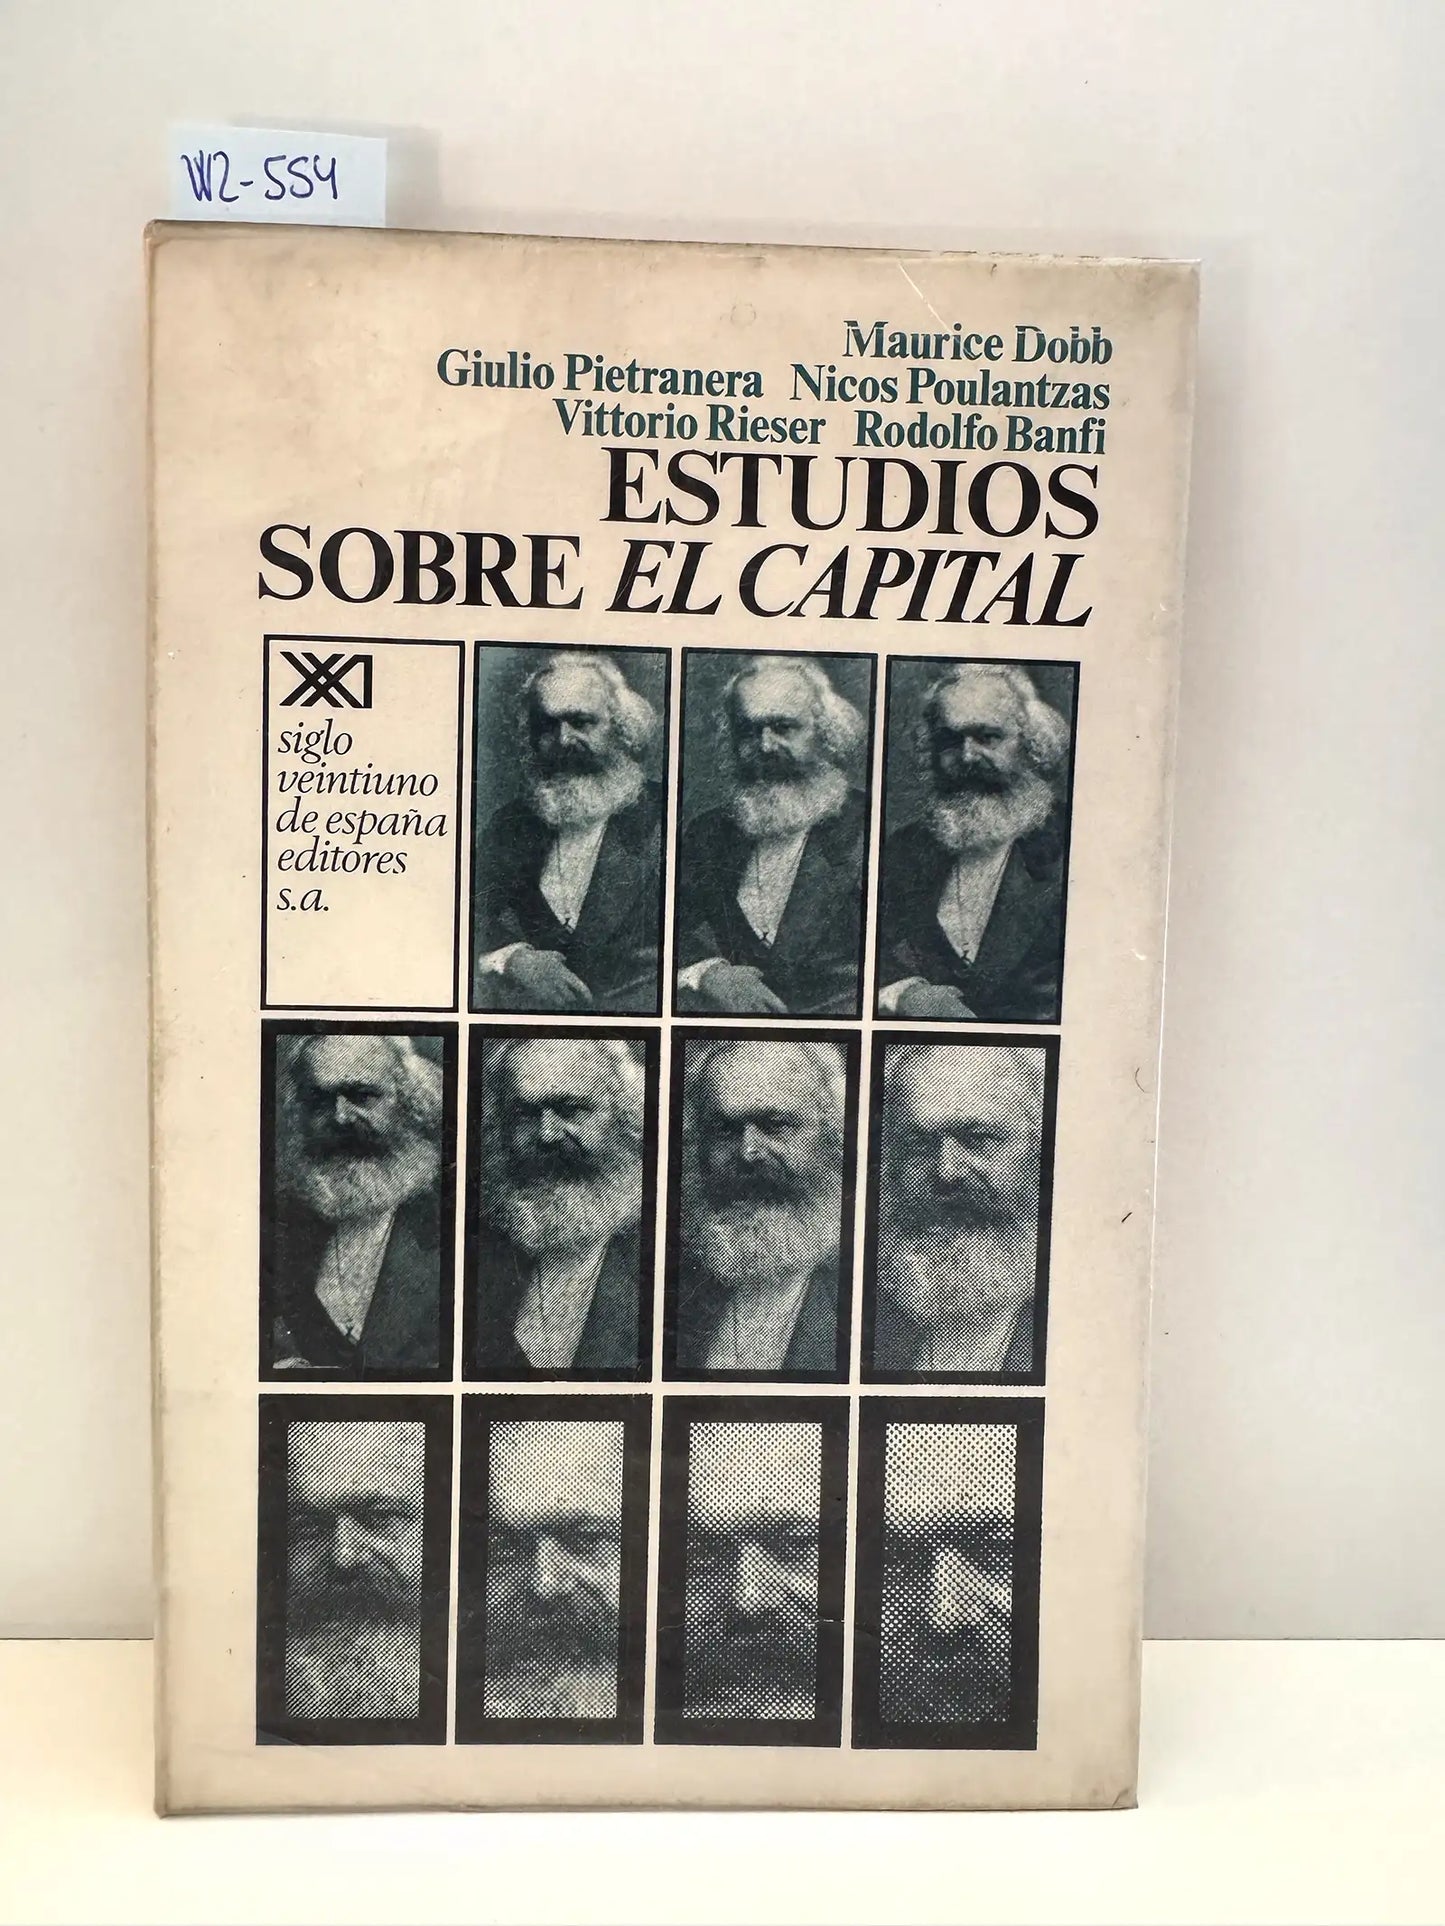 W2-554
Maurice Dobb
Giulio Pietranera Nicos Poulantzas
Vittorio Rieser Rodolfo Banfi
ESTUDIOS
SOBRE EL CAPITAL
siglo
veintiuno
de españa
editores
s.a.